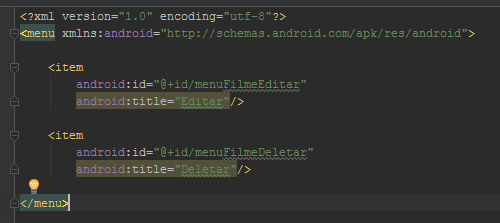 <?xml version="1.0" encoding="utf-8"?>
<menu xmlns:android="http://schemas.android.com/apk/res/android">
<item
android:id="@+id/menuFilmeEditar"
android:title="Editar"/>
<item
android:id="@+id/menuFilmeDeletar"
android:title="Deletar"/>
</menu>